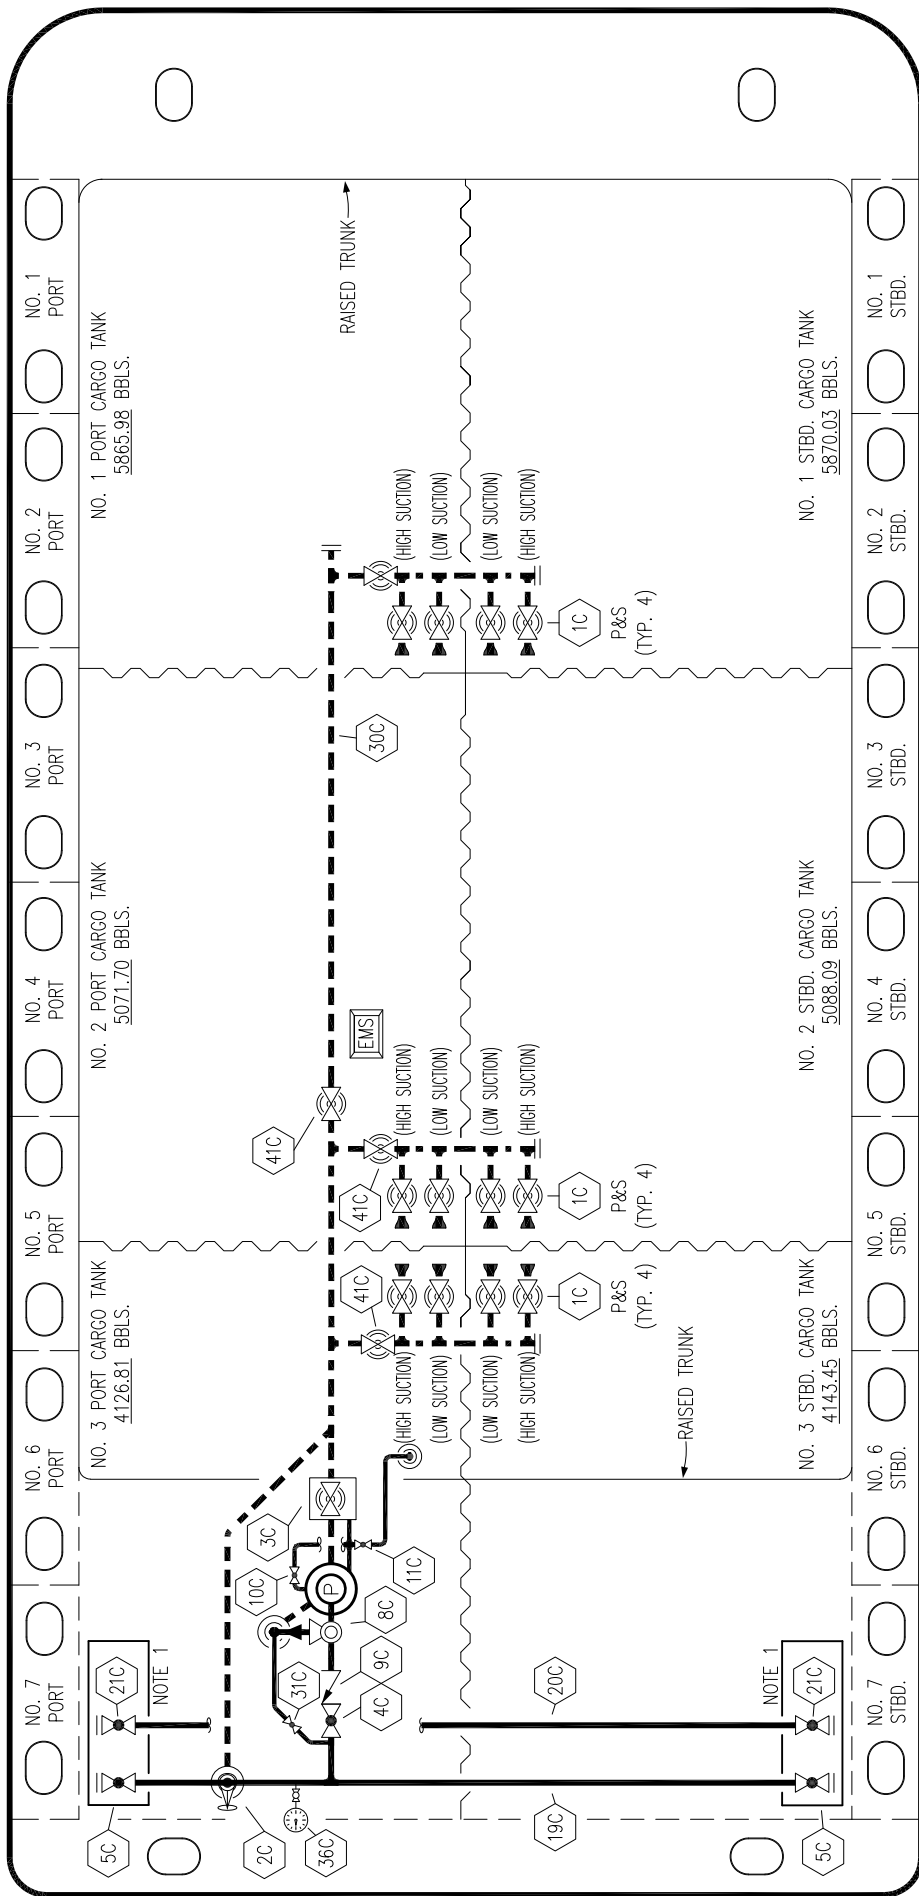 NO. 7
PORT
NO. 6
PORT
NO. 5
PORT
NO. 4
PORT
NO. 3
PORT
NO. 2
PORT
NO. 1
PORT
NO. 3 PORT CARGO TANK
4126.81 BBLS.
NO. 2 PORT CARGO TANK
5071.70 BBLS.
NO. 1 PORT CARGO TANK
5865.98 BBLS.
5C
21C
NOTE 1
2C
36C
31C
4C
9C
8C
10C
P
3C
11C
41C
41C
41C
EMS
30C
RAISED TRUNK
(HIGH SUCTION)
(LOW SUCTION)
(LOW SUCTION)
(HIGH SUCTION)
1C
P&S
(TYP. 4)
(HIGH SUCTION)
(LOW SUCTION)
(LOW SUCTION)
(HIGH SUCTION)
1C
P&S
(TYP. 4)
(HIGH SUCTION)
(LOW SUCTION)
(LOW SUCTION)
(HIGH SUCTION)
1C
P&S
(TYP. 4)
19C
20C
RAISED TRUNK
NOTE 1
5C
21C
NO. 3 STBD. CARGO TANK
4143.45 BBLS.
NO. 2 STBD. CARGO TANK
5088.09 BBLS.
NO. 1 STBD. CARGO TANK
5870.03 BBLS.
NO. 7
STBD.
NO. 6
STBD.
NO. 5
STBD.
NO. 4
STBD.
NO. 3
STBD.
NO. 2
STBD.
NO. 1
STBD.